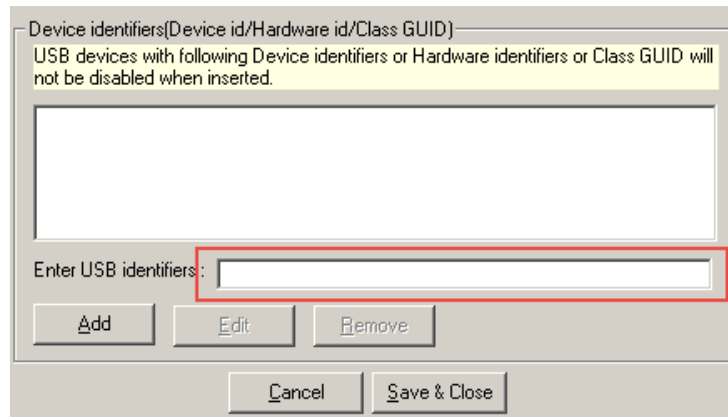 Device identifiers(Device id/Hardware id/Class GUID)
USB devices with following Device identifiers or Hardware identifiers or Class GUID will
not be disabled when inserted.
Enter USB identifiers :
Add Edit Remove
Cancel Save & Close